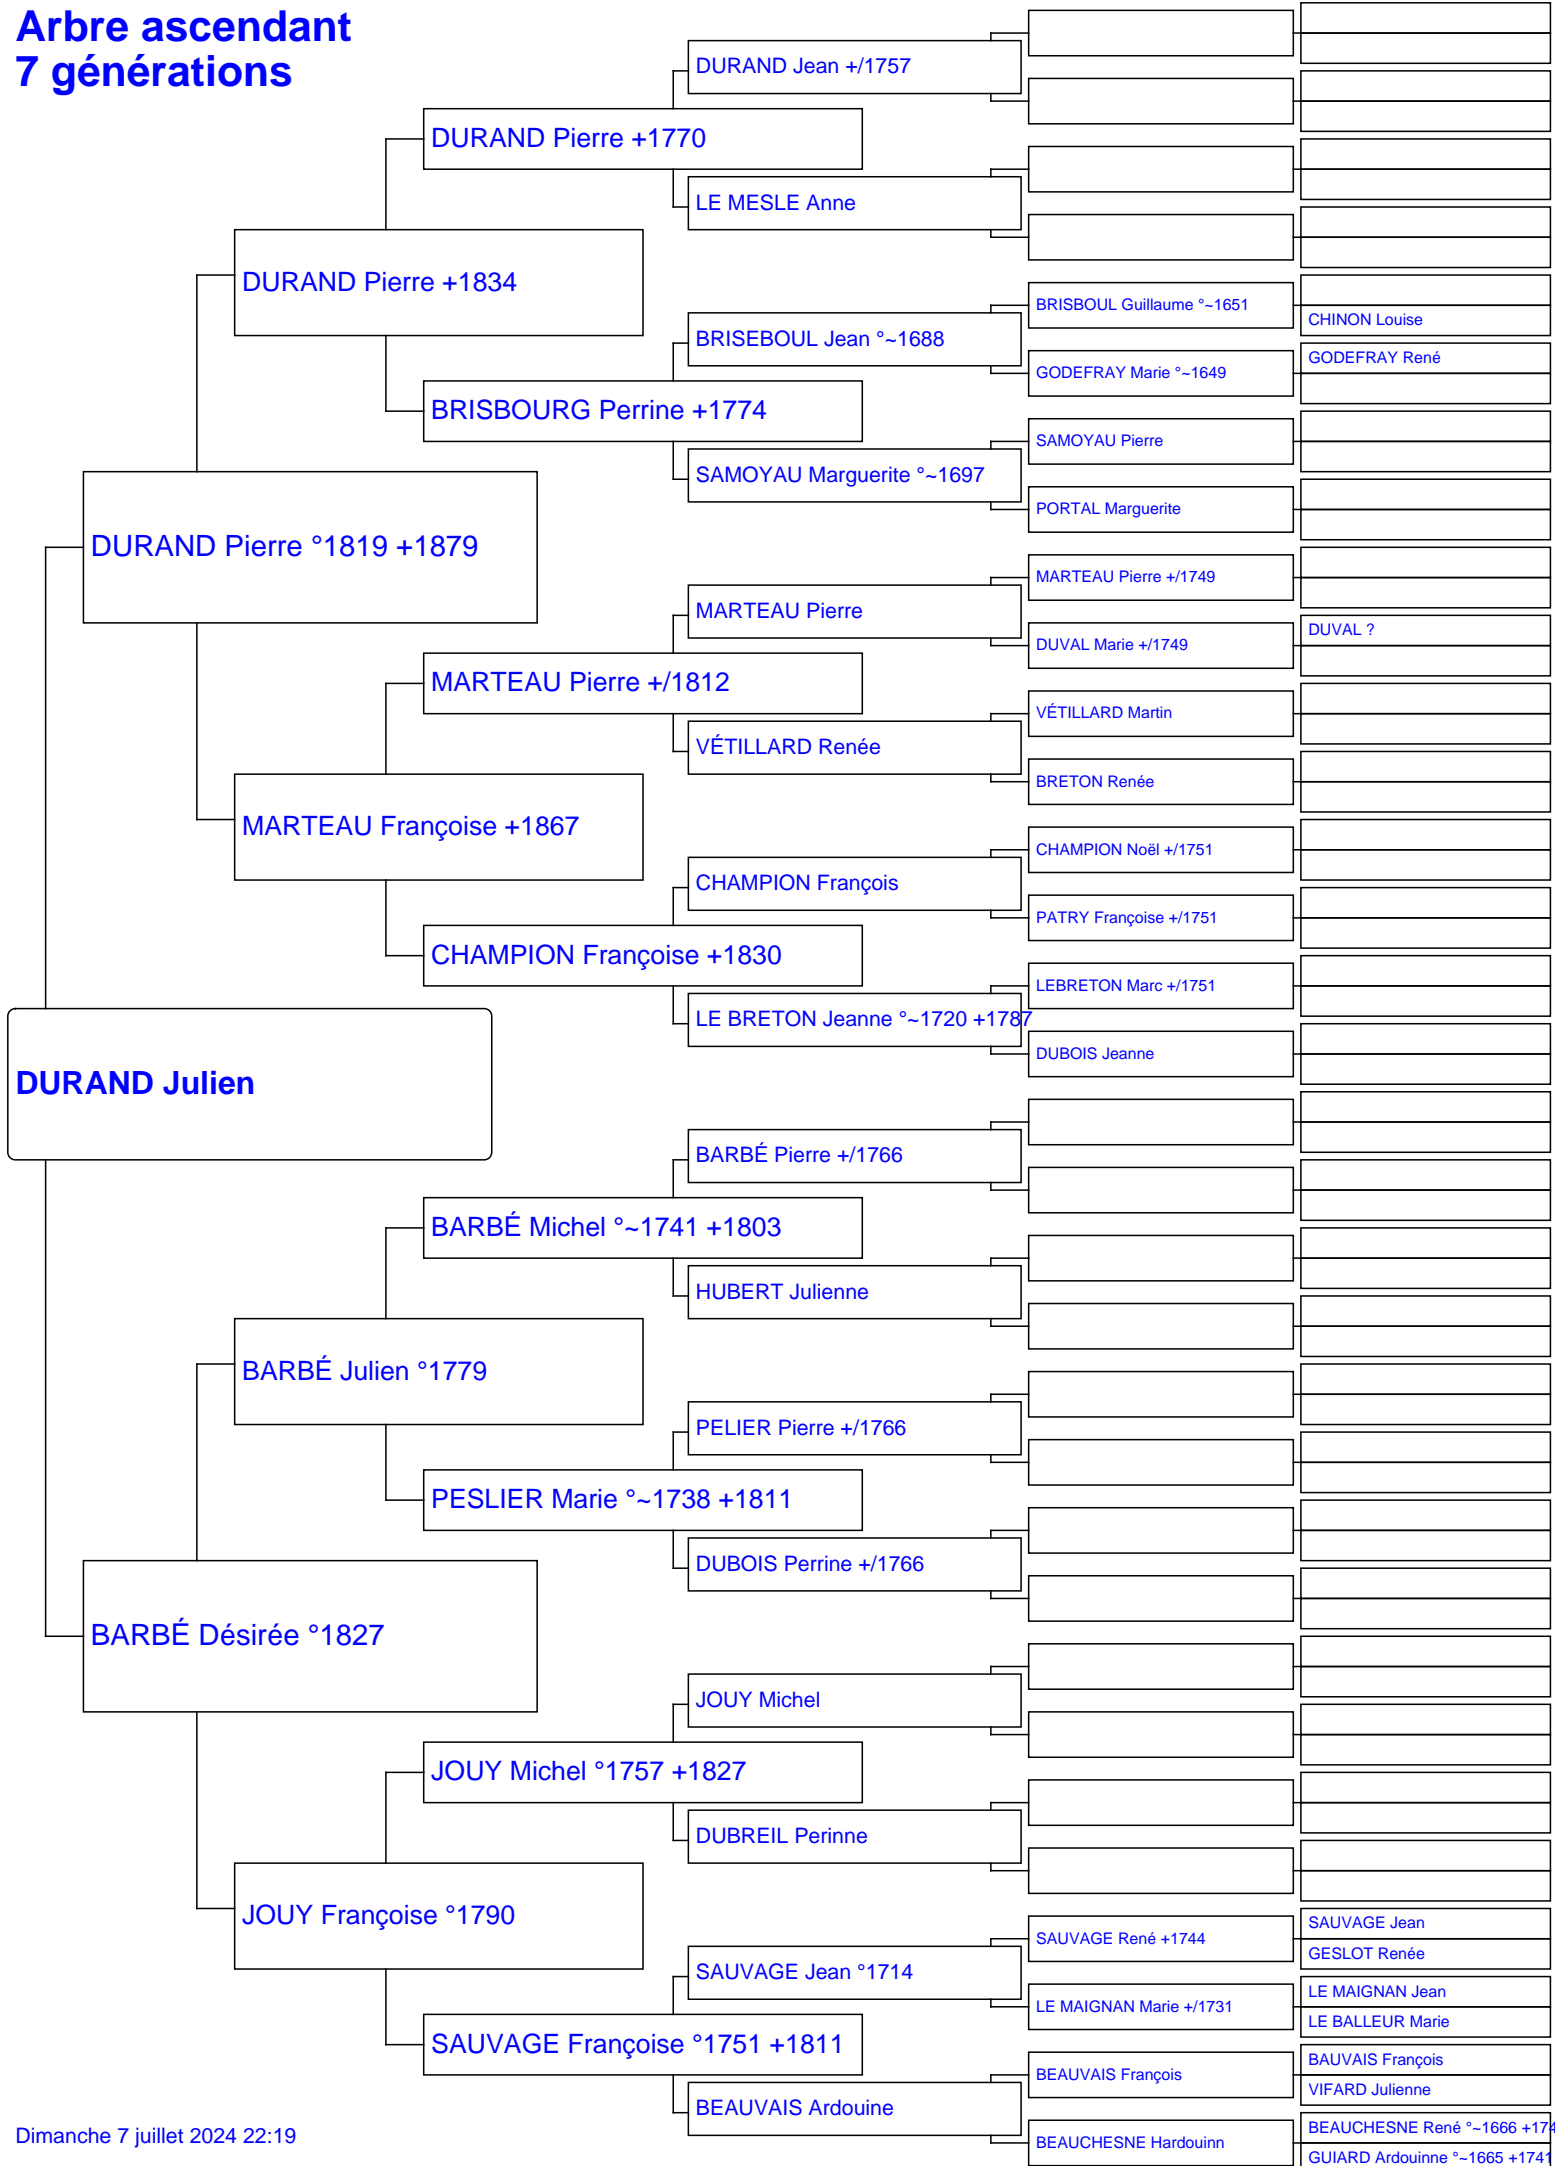 Arbre ascendant
7 générations
DURAND Jean +/1757
DURAND Pierre +1770
LE MESLE Anne
DURAND Pierre +1834
BRISBOUL Guillaume °~1651
CHINON Louise
BRISEBOUL Jean °~1688
GODEFRAY René
GODEFRAY Marie °~1649
BRISBOURG Perrine +1774
SAMOYAU Pierre
SAMOYAU Marguerite °~1697
PORTAL Marguerite
DURAND Pierre °1819 +1879
MARTEAU Pierre +/1749
MARTEAU Pierre
DUVAL ?
DUVAL Marie +/1749
MARTEAU Pierre +/1812
VÉTILLARD Martin
VÉTILLARD Renée
BRETON Renée
MARTEAU Françoise +1867
CHAMPION Noël +/1751
CHAMPION François
PATRY Françoise +/1751
CHAMPION Françoise +1830
LEBRETON Marc +/1751
LE BRETON Jeanne °~1720 +1787
DUBOIS Jeanne
DURAND Julien
BARBÉ Pierre +/1766
BARBÉ Michel °~1741 +1803
HUBERT Julienne
BARBÉ Julien °1779
PELIER Pierre +/1766
PESLIER Marie °~1738 +1811
DUBOIS Perrine +/1766
BARBÉ Désirée °1827
JOUY Michel
JOUY Michel °1757 +1827
DUBREIL Perinne
JOUY Françoise °1790
SAUVAGE Jean
SAUVAGE René +1744
GESLOT Renée
SAUVAGE Jean °1714
LE MAIGNAN Jean
LE MAIGNAN Marie +/1731
LE BALLEUR Marie
SAUVAGE Françoise °1751 +1811
BAUVAIS François
BEAUVAIS François
VIFARD Julienne
BEAUVAIS Ardouine
BEAUCHESNE René °~1666 +174
BEAUCHESNE Hardouinn
GUIARD Ardouinne °~1665 +1741
Dimanche 7 juillet 2024 22:19